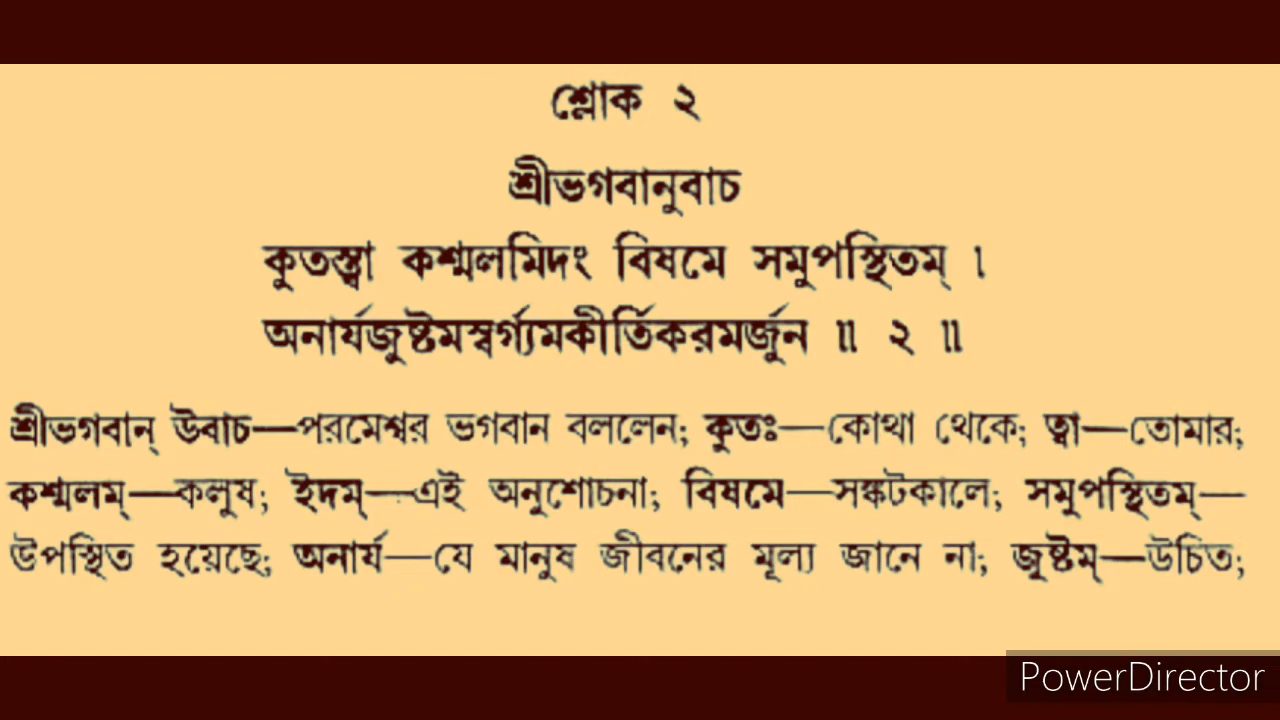 শ্লোক ২
শ্রীভগবানুবাচ
কুতস্ত্বা কশ্মলমিদং বিষমে সমুপস্থিতম্ ।
অনার্যজুষ্টমস্বর্গ্যমকীর্তিকরমর্জুন ॥ ২ ॥
শ্রীভগবান্ উবাচ—পরমেশ্বর ভগবান বললেন; কুতঃ—কোথা থেকে; ত্বা—তোমার;
কশ্মলম্—কলুষ; ইদম্—এই অনুশোচনা; বিষমে—সঙ্কটকালে; সমুপস্থিতম্—
উপস্থিত হয়েছে; অনার্য—যে মানুষ জীবনের মূল্য জানে না; জুষ্টম্—উচিত;
PowerDirector